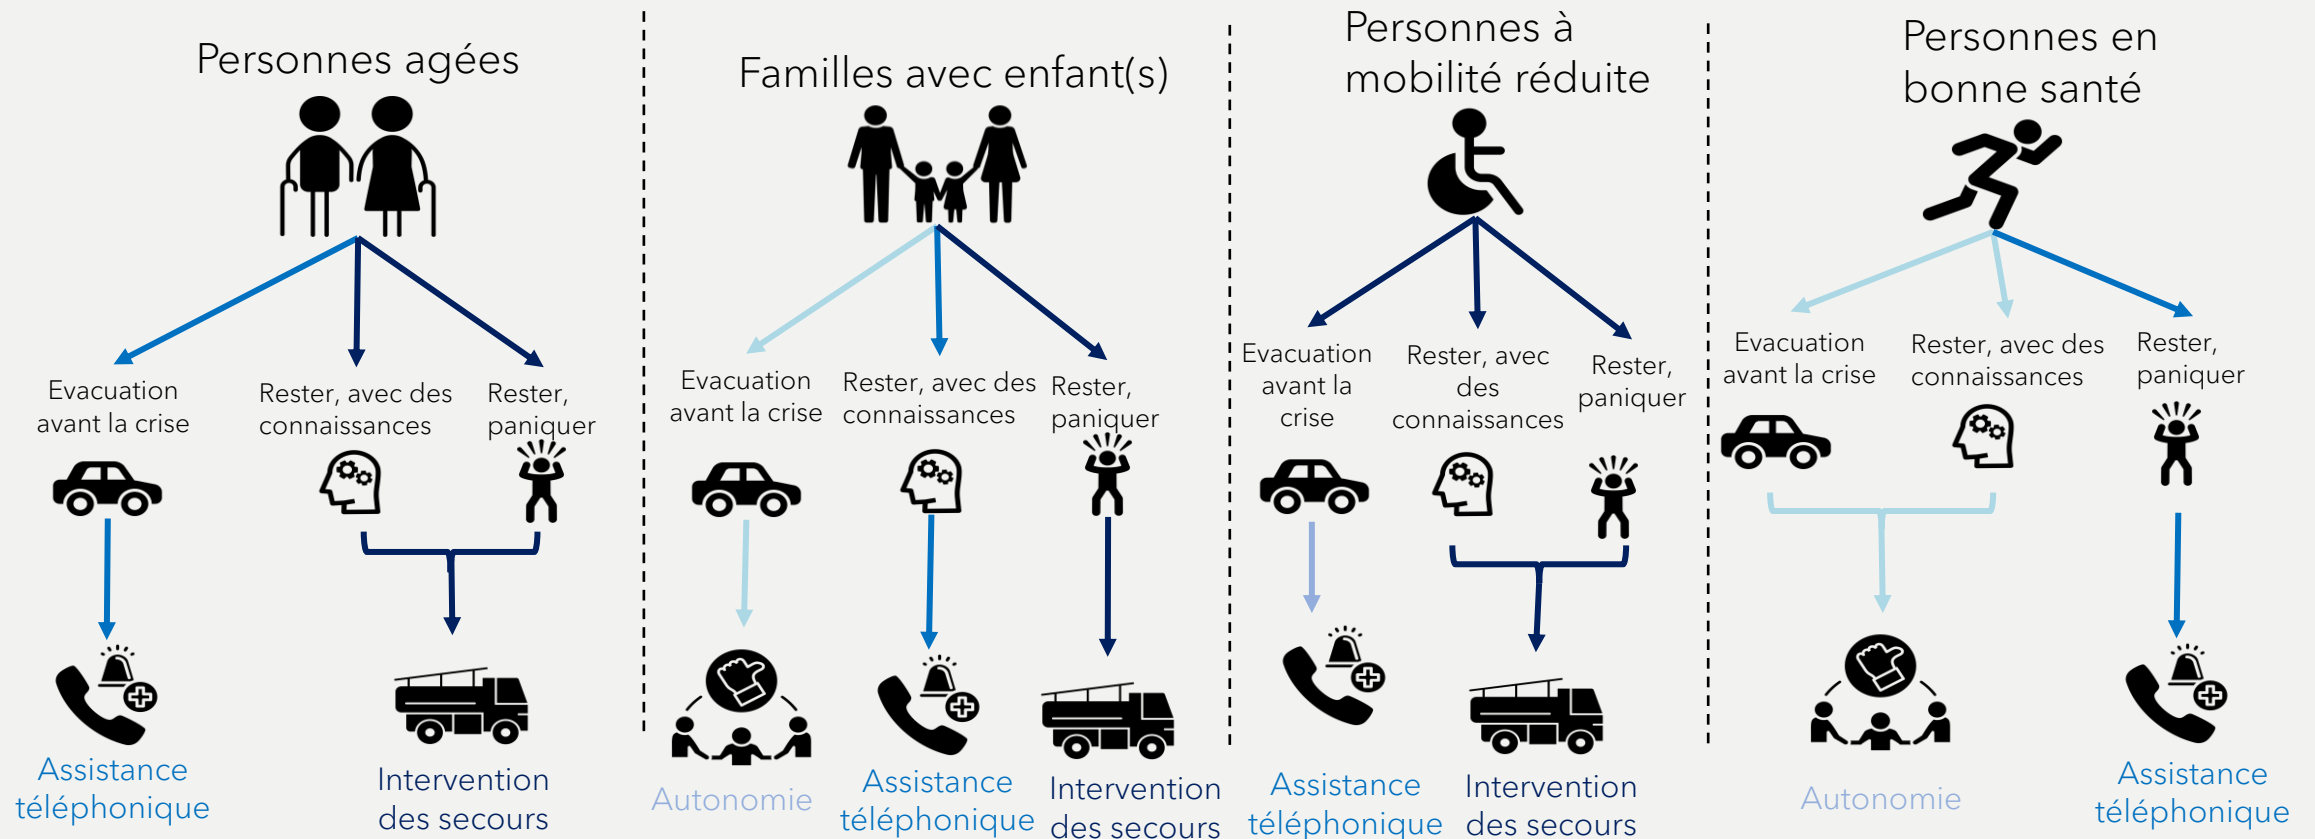 Personnes agées
Evacuation
avant la crise
Rester, avec des
connaissances
Rester,
paniquer
Assistance
téléphonique
Intervention
des secours
Familles avec enfant(s)
Evacuation
avant la crise
Rester, avec des
connaissances
Rester,
paniquer
Autonomie
Assistance
téléphonique
Intervention
des secours
Personnes à
mobilité réduite
Evacuation
avant la
crise
Rester, avec
des
connaissances
Rester,
paniquer
Assistance
téléphonique
Intervention
des secours
Personnes en
bonne santé
Evacuation
avant la crise
Rester, avec des
connaissances
Rester,
paniquer
Autonomie
Assistance
téléphonique